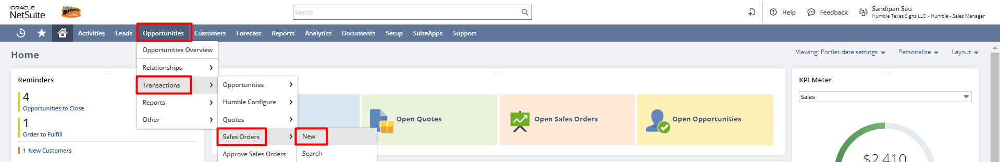 ORACLE
NetSuite
SIGNS
Search
Help
Feedback
Sandipan Sau
Humble Texas Signs LLC - Humble - Sales Manager
Activities
Leads
Opportunities
Customers
Forecast
Reports
Analytics
Documents
Setup
SuiteApps
Support
Home
Viewing: Portlet date settings
Personalize
Layout
Opportunities Overview
Relationships
Transactions
Reports
Other
Opportunities
Humble Configure
Quotes
Sales Orders
Approve Sales Orders
New
Search
Reminders
4
Opportunities to Close
1
Order to Fulfill
1 New Customers
Open Quotes
Open Sales Orders
Open Opportunities
KPI Meter
Sales
$2,410